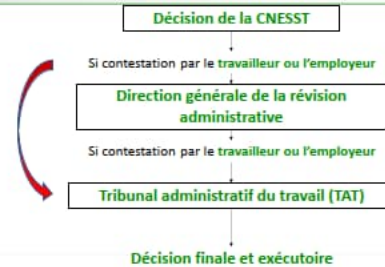 Décision de la CNESST
Si contestation par le travailleur ou l'employeur
Direction générale de la révision
administrative
Si contestation par le travailleur ou l'employeur
Tribunal administratif du travail (TAT)
Décision finale et exécutoire